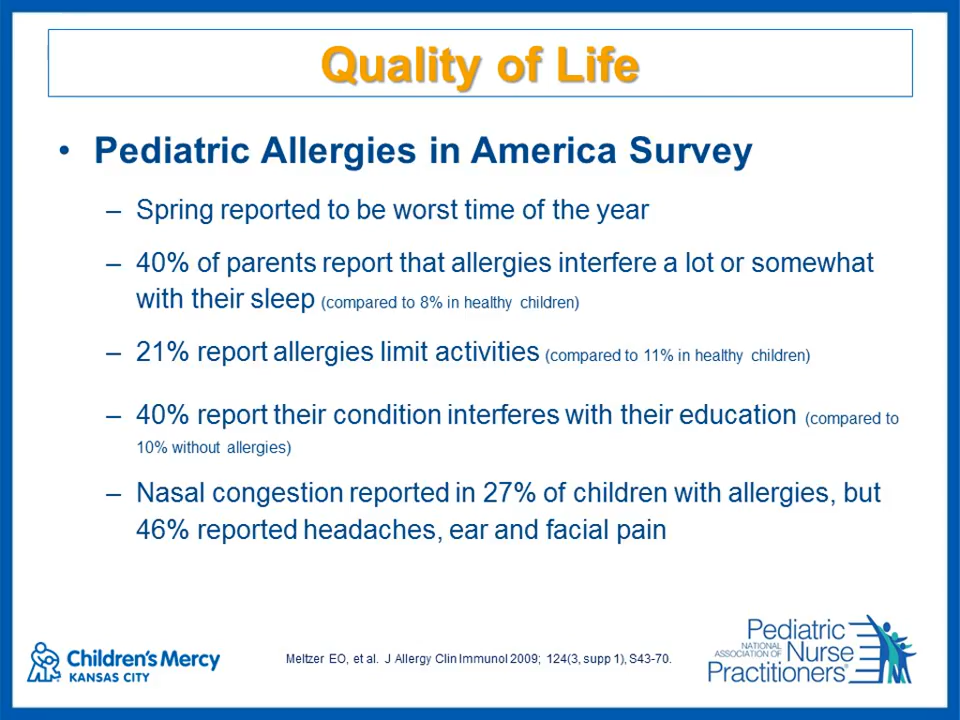 Quality of Life
• Pediatric Allergies in America Survey
– Spring reported to be worst time of the year
– 40% of parents report that allergies interfere a lot or somewhat
with their sleep (compared to 8% in healthy children)
– 21% report allergies limit activities (compared to 11% in healthy children)
– 40% report their condition interferes with their education (compared to
10% without allergies)
– Nasal congestion reported in 27% of children with allergies, but
46% reported headaches, ear and facial pain
Children's Mercy
KANSAS CITY
Meltzer EO, et al. J Allergy Clin Immunol 2009; 124(3, supp 1), S43-70.
Pediatric
NATIONAL
ASSOCIATION OF Nurse
Practitioners®